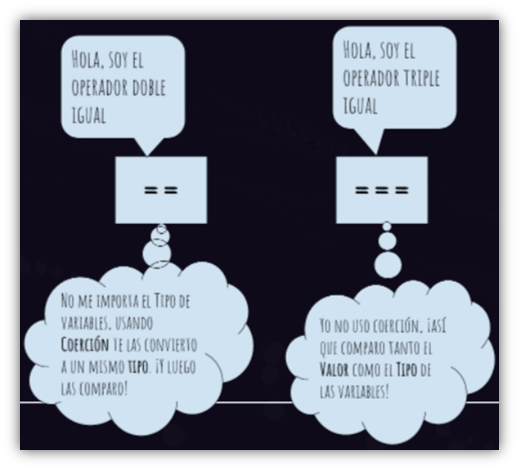 HOLA, SOY EL
OPERADOR DOBLE
IGUAL
==
NO ME IMPORTA EL TIPO DE
VARIABLES, USANDO
COERCIÓN TE LAS CONVIERTO
A UN MISMO TIPO. ¡Y LUEGO
LAS COMPARO!
HOLA, SOY EL
OPERADOR TRIPLE
IGUAL
===
YO NO USO COERCIÓN, ¡ASÍ
QUE COMPARO TANTO EL
VALOR COMO EL TIPO DE
LAS VARIABLES!